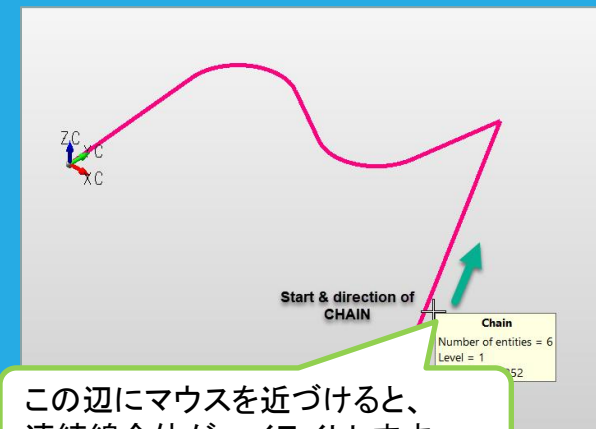 ZC
YC
XC
Start & direction of
CHAIN
Chain
Number of entities = 6
Level = 1
52
この辺にマウスを近づけると、